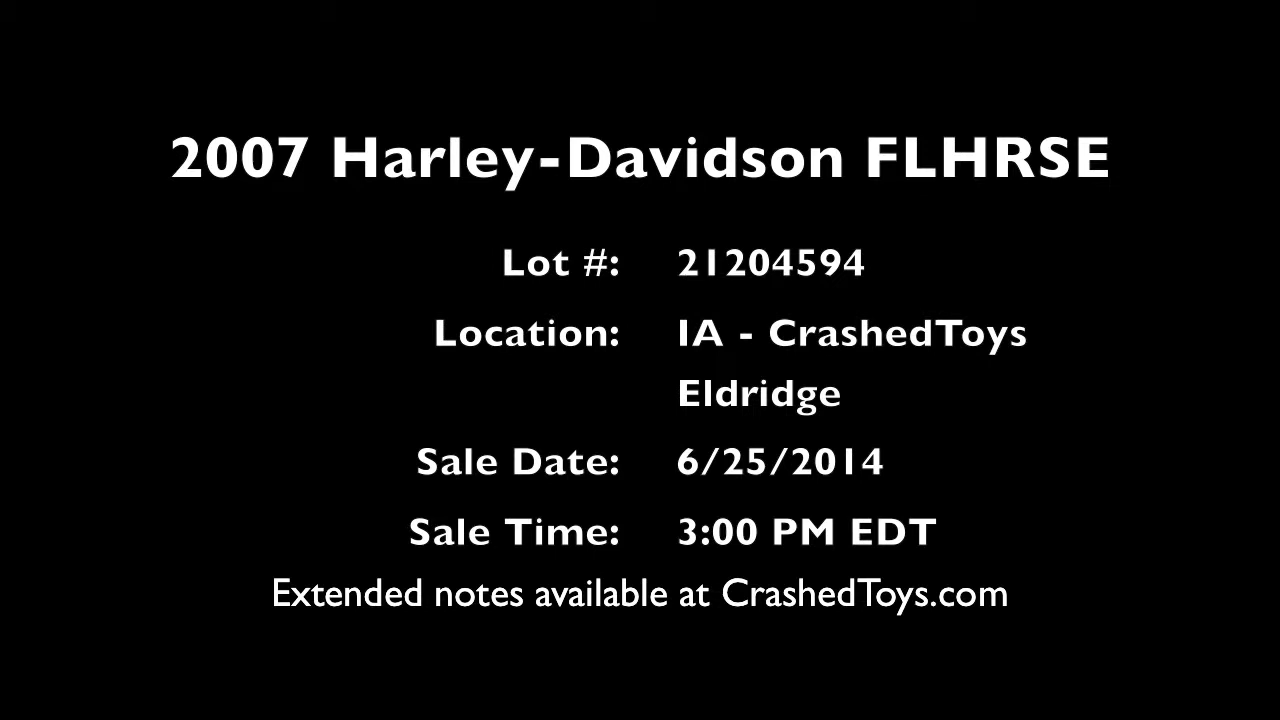 2007 Harley-Davidson FLHRSE
Lot #: 21204594
Location: IA - CrashedToys
Eldridge
Sale Date: 6/25/2014
Sale Time: 3:00 PM EDT
Extended notes available at CrashedToys.com